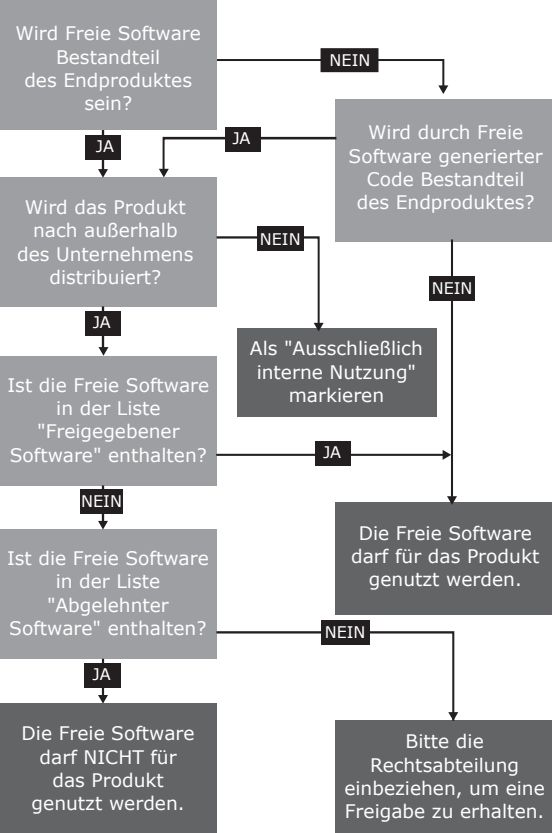 Wird Freie Software
Bestandteil
des Endproduktes
sein?
NEIN
JA
JA
Wird durch Freie
Software generierter
Code Bestandteil
des Endproduktes?
Wird das Produkt
nach außerhalb
des Unternehmens
distribuiert?
NEIN
NEIN
JA
Als "Ausschließlich
interne Nutzung"
markieren
Ist die Freie Software
in der Liste
"Freigegebener
Software" enthalten?
JA
NEIN
Die Freie Software
darf für das Produkt
genutzt werden.
Ist die Freie Software
in der Liste
"Abgelehnter
Software" enthalten?
NEIN
JA
Die Freie Software
darf NICHT für
das Produkt
genutzt werden.
Bitte die
Rechtsabteilung
einbeziehen, um eine
Freigabe zu erhalten.